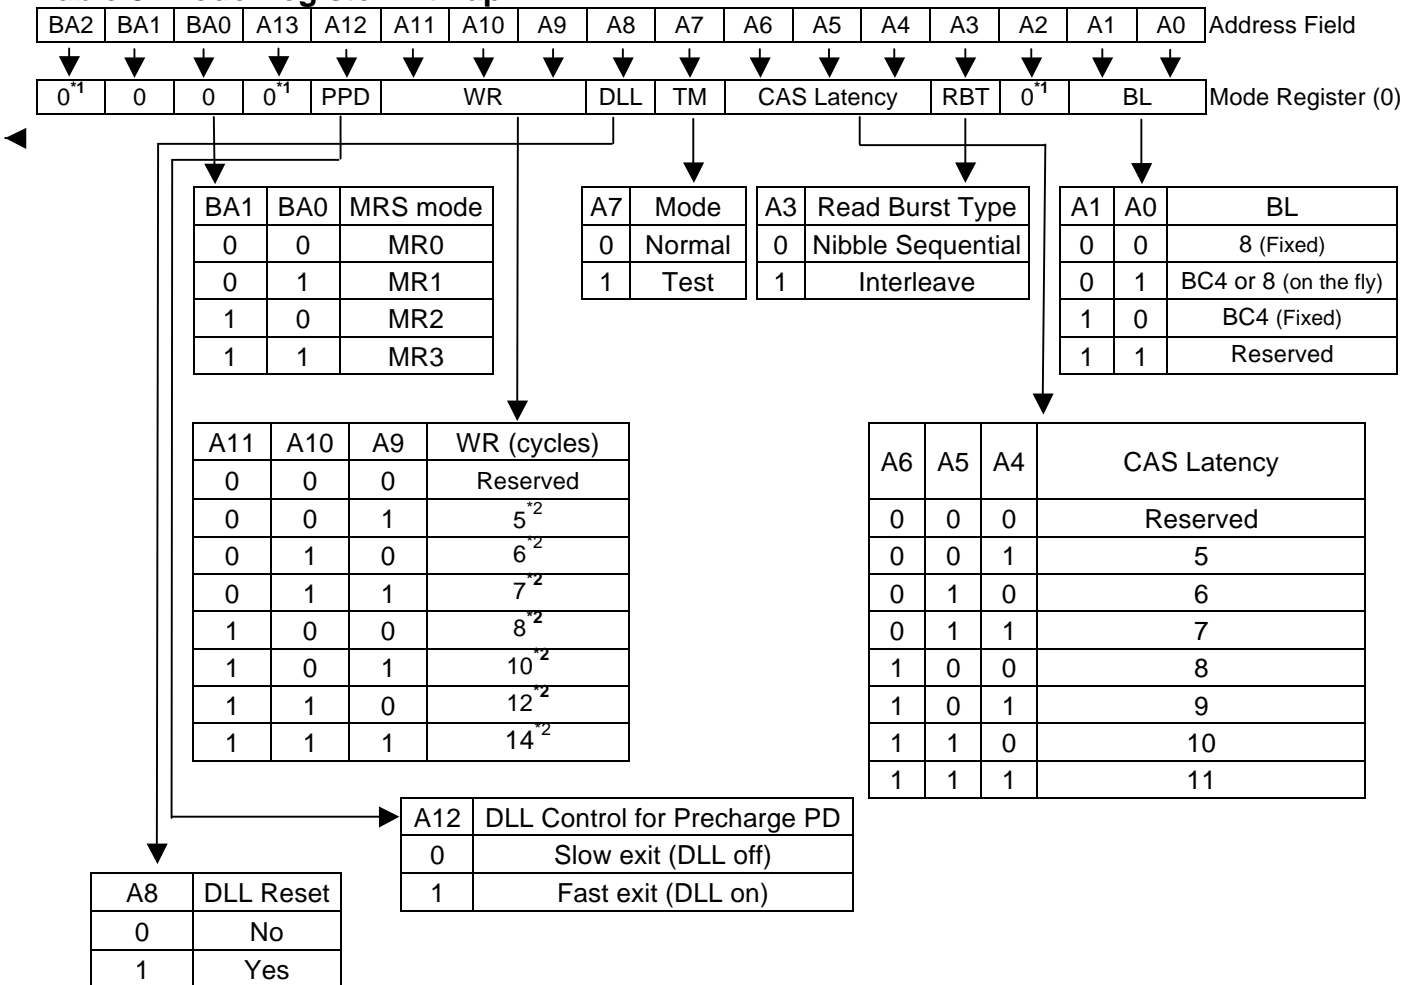 BA2 BA1 BA0 A13 A12 A11 A10 A9 A8 A7 A6 A5 A4 A3 A2 A1 A0 Address Field
0*1 0 0 0*1 PPD WR DLL TM CAS Latency RBT 0*1 BL Mode Register (0)
BA1 BA0 MRS mode
0 0 MR0
0 1 MR1
1 0 MR2
1 1 MR3
A7 Mode
0 Normal
1 Test
A3 Read Burst Type
0 Nibble Sequential
1 Interleave
A1 A0 BL
0 0 8 (Fixed)
0 1 BC4 or 8 (on the fly)
1 0 BC4 (Fixed)
1 1 Reserved
A11 A10 A9 WR (cycles)
0 0 0 Reserved
0 0 1 5*2
0 1 0 6*2
0 1 1 7*2
1 0 0 8*2
1 0 1 10*2
1 1 0 12*2
1 1 1 14*2
A6 A5 A4 CAS Latency
0 0 0 Reserved
0 0 1 5
0 1 0 6
0 1 1 7
1 0 0 8
1 0 1 9
1 1 0 10
1 1 1 11
A12 DLL Control for Precharge PD
0 Slow exit (DLL off)
1 Fast exit (DLL on)
A8 DLL Reset
0 No
1 Yes